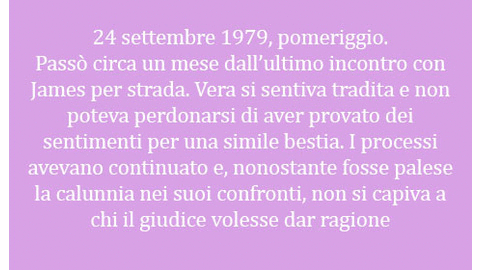 24 settembre 1979, pomeriggio.
Passò circa un mese dall’ultimo incontro con
James per strada. Vera si sentiva tradita e non
poteva perdonarsi di aver provato dei
sentimenti per una simile bestia. I processi
avevano continuato e, nonostante fosse palese
la calunnia nei suoi confronti, non si capiva a
chi il giudice volesse dar ragione